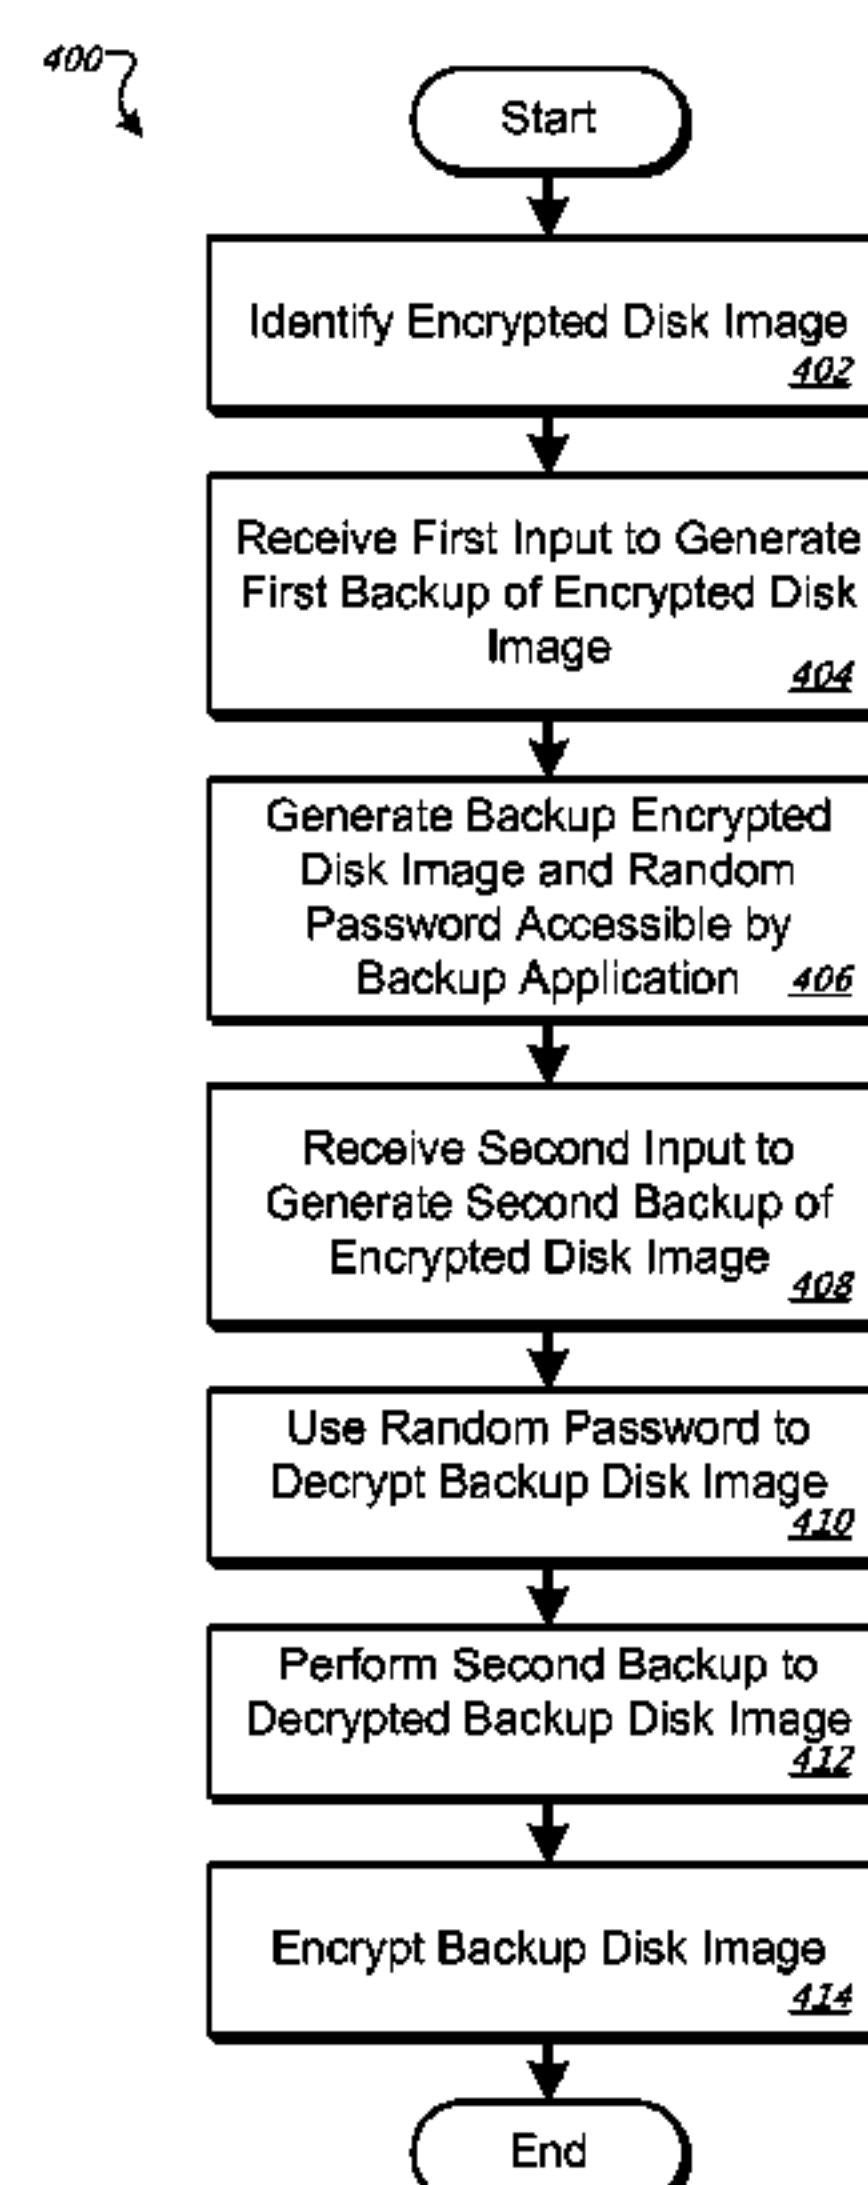 400
Start
Identify Encrypted Disk Image
402
Receive First Input to Generate
First Backup of Encrypted Disk
Image
404
Generate Backup Encrypted
Disk Image and Random
Password Accessible by
Backup Application 406
Receive Second Input to
Generate Second Backup of
Encrypted Disk Image
408
Use Random Password to
Decrypt Backup Disk Image
410
Perform Second Backup to
Decrypted Backup Disk Image
412
Encrypt Backup Disk Image
414
End